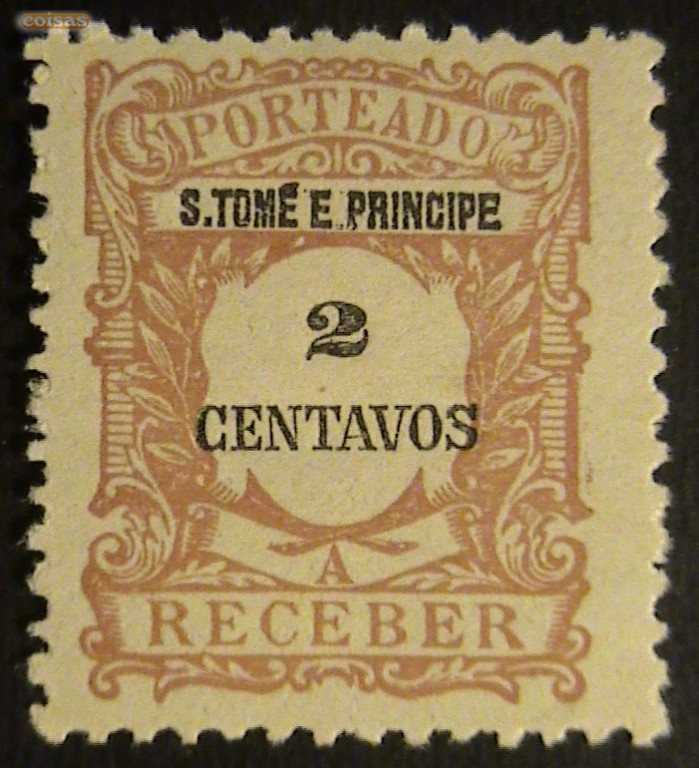 coisas
PORTEADO
S.TOMÉ E PRINCIPE
2
CENTAVOS
A
RECEBER